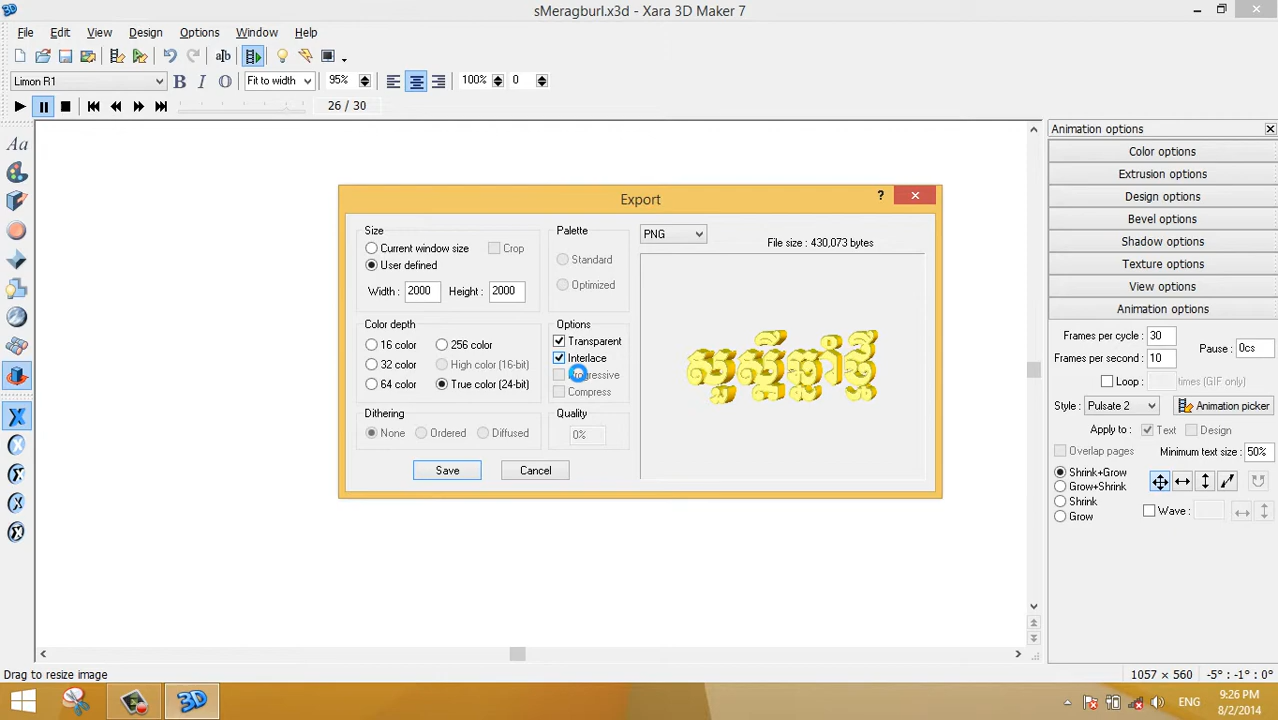 sMeragburl.x3d - Xara 3D Maker 7
File Edit View Design Options Window Help
Limon R1 B I O Fit to width 95% 100% 0
26 / 30
Animation options
Color options
Extrusion options
Design options
Bevel options
Shadow options
Texture options
View options
Animation options
Frames per cycle : 30 Pause : 0cs
Frames per second : 10
Loop : times (GIF only)
Style : Pulsate 2 Animation picker
Apply to : Text Design
Overlap pages Minimum text size : 50%
Shrink+Grow
Grow+Shrink
Shrink
Grow Wave :
Export
Size
Current window size Crop
User defined
Width : 2000 Height : 2000
Palette
Standard
Optimized
PNG File size : 430,073 bytes
Color depth
16 color 256 color
32 color High color (16-bit)
64 color True color (24-bit)
Options
Transparent
Interlace
Progressive
Compress
Dithering
None Ordered Diffused
Quality
0%
Save Cancel
Drag to resize image 1057 × 560 -5° : -1° : 0°
3D ENG 9:26 PM
8/2/2014